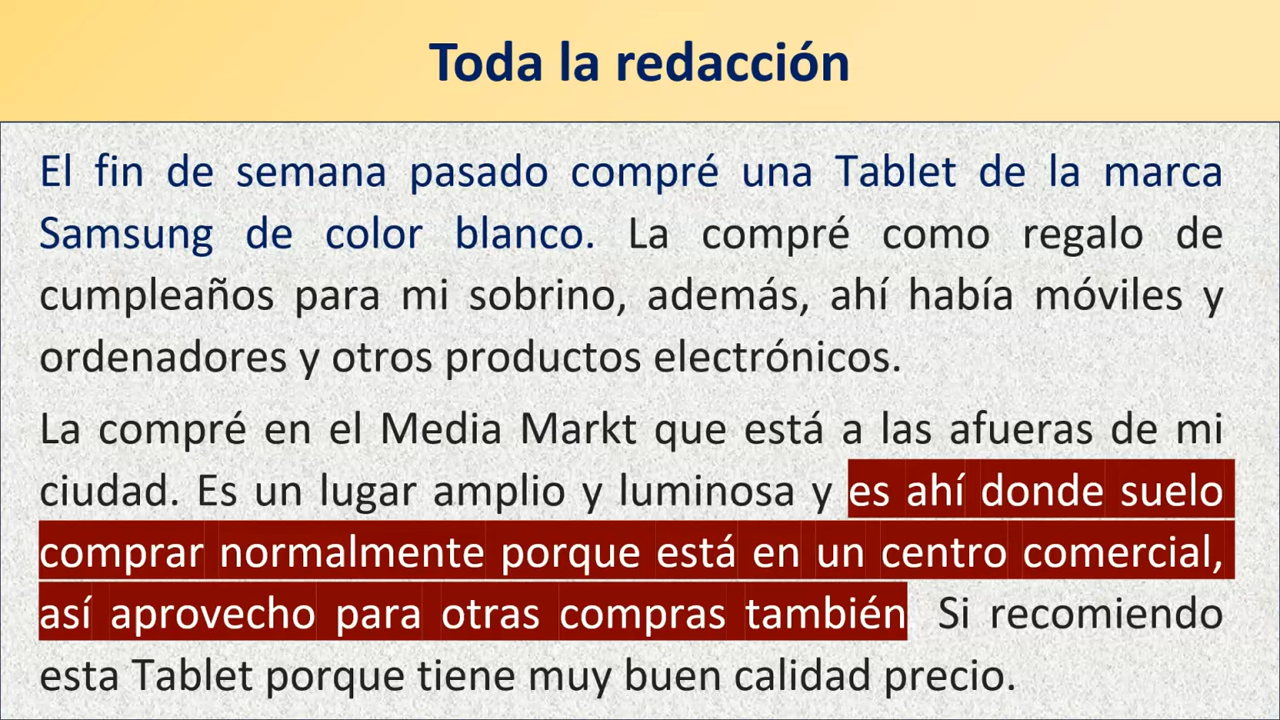 Toda la redacción
El fin de semana pasado compré una Tablet de la marca
Samsung de color blanco. La compré como regalo de
cumpleaños para mi sobrino, además, ahí había móviles y
ordenadores y otros productos electrónicos.
La compré en el Media Markt que está a las afueras de mi
ciudad. Es un lugar amplio y luminosa y es ahí donde suelo
comprar normalmente porque está en un centro comercial,
así aprovecho para otras compras también Si recomiendo
esta Tablet porque tiene muy buen calidad precio.